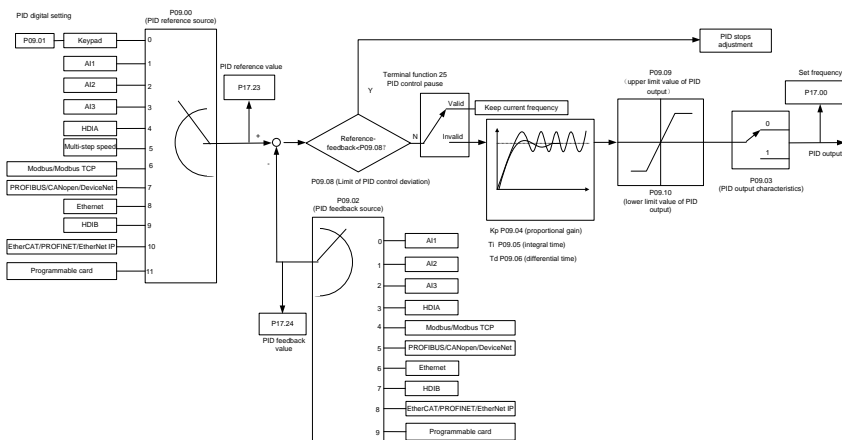 PID digital setting
P09.00
(PID reference source)
P09.01
Keypad
0
AI1
1
AI2
2
AI3
3
HDIA
4
Multi-step speed
5
Modbus/Modbus TCP
6
PROFIBUS/CANopen/DeviceNet
7
Ethernet
8
HDIB
9
EtherCAT/PROFINET/EtherNet IP
10
Programmable card
11
PID reference value
P17.23
+
-
Reference-
feedback<P09.08?
Y
N
P09.08 (Limit of PID control deviation)
PID stops
adjustment
Terminal function 25
PID control pause
Valid
Invalid
Keep current frequency
Kp P09.04 (proportional gain)
Ti P09.05 (integral time)
Td P09.06 (differential time)
P09.09
(upper limit value of PID
output)
P09.10
(lower limit value of PID
output)
0
1
P09.03
(PID output characteristics)
Set frequency
P17.00
PID output
P09.02
(PID feedback source)
P17.24
PID feedback
value
0
AI1
1
AI2
2
AI3
3
HDIA
4
Modbus/Modbus TCP
5
PROFIBUS/CANopen/DeviceNet
6
Ethernet
7
HDIB
8
EtherCAT/PROFINET/EtherNet IP
9
Programmable card